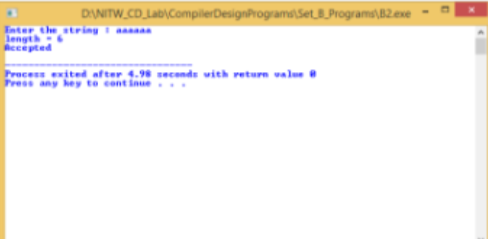 D:\NITW_CD_Lab\CompilerDesignPrograms\Set_B_Programs\B2.exe
Enter the string : aaaaaa
length = 6
Accepted
--------------------------------
Process exited after 4.98 seconds with return value 0
Press any key to continue . . .